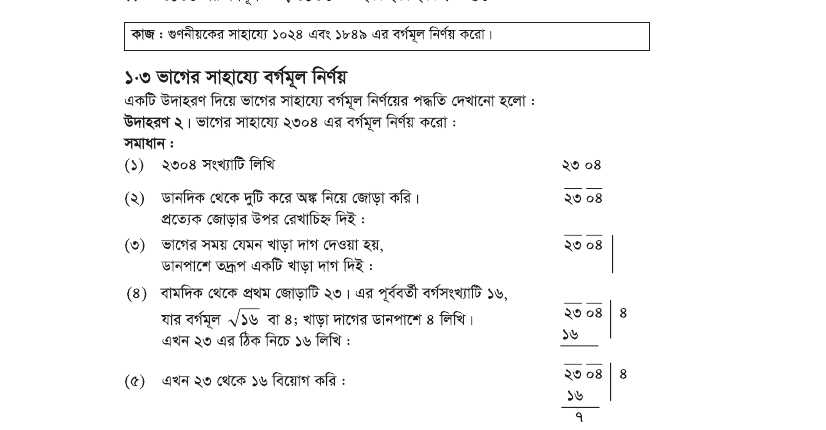 কাজ : গুণনীয়কের সাহায্যে ১০২৪ এবং ১৮৪৯ এর বর্গমূল নির্ণয় করো।
১·৩ ভাগের সাহায্যে বর্গমূল নির্ণয়
একটি উদাহরণ দিয়ে ভাগের সাহায্যে বর্গমূল নির্ণয়ের পদ্ধতি দেখানো হলো :
উদাহরণ ২। ভাগের সাহায্যে ২৩০৪ এর বর্গমূল নির্ণয় করো :
সমাধান :
(১) ২৩০৪ সংখ্যাটি লিখি ২৩ ০৪
(২) ডানদিক থেকে দুটি করে অঙ্ক নিয়ে জোড়া করি। ২৩ ০৪
প্রত্যেক জোড়ার উপর রেখাচিহ্ন দিই :
(৩) ভাগের সময় যেমন খাড়া দাগ দেওয়া হয়, ২৩ ০৪
ডানপাশে তদ্রূপ একটি খাড়া দাগ দিই :
(৪) বামদিক থেকে প্রথম জোড়াটি ২৩। এর পূর্ববর্তী বর্গসংখ্যাটি ১৬,
যার বর্গমূল √১৬ বা ৪; খাড়া দাগের ডানপাশে ৪ লিখি। ২৩ ০৪ ৪
এখন ২৩ এর ঠিক নিচে ১৬ লিখি : ১৬
(৫) এখন ২৩ থেকে ১৬ বিয়োগ করি : ২৩ ০৪ ৪
১৬
৭